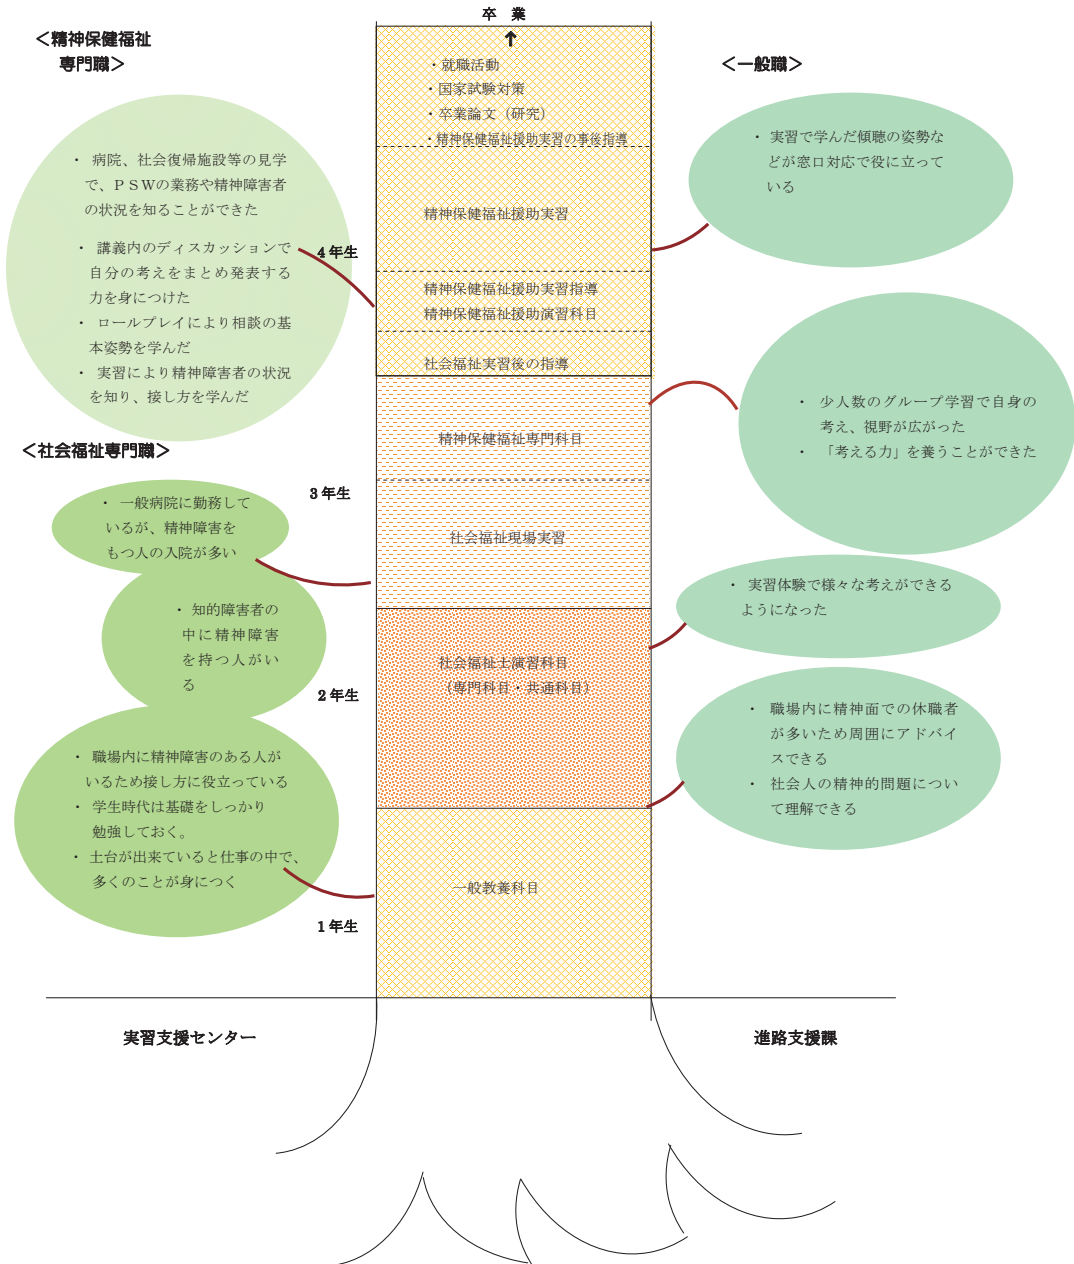 卒　業
↑
・就職活動
・国家試験対策
・卒業論文（研究）
・精神保健福祉援助実習の事後指導
精神保健福祉援助実習
精神保健福祉援助実習指導
精神保健福祉援助演習科目
社会福祉実習後の指導
精神保健福祉専門科目
社会福祉現場実習
社会福祉士演習科目
（専門科目・共通科目）
一般教養科目
4 年生
3 年生
2 年生
1 年生
＜精神保健福祉
専門職＞
・ 病院、社会復帰施設等の見学
で、ＰＳＷの業務や精神障害者
の状況を知ることができた
・ 講義内のディスカッションで
自分の考えをまとめ発表する
力を身につけた
・ ロールプレイにより相談の基
本姿勢を学んだ
・ 実習により精神障害者の状況
を知り、接し方を学んだ
＜社会福祉専門職＞
・ 一般病院に勤務して
いるが、精神障害を
もつ人の入院が多い
・ 知的障害者の
中に精神障害
を持つ人がい
る
・ 職場内に精神障害のある人が
いるため接し方に役立っている
・ 学生時代は基礎をしっかり
勉強しておく。
・ 土台が出来ていると仕事の中で、
多くのことが身につく
＜一般職＞
・ 実習で学んだ傾聴の姿勢な
どが窓口対応で役に立って
いる
・ 少人数のグループ学習で自身の
考え、視野が広がった
・ 「考える力」を養うことができた
・ 実習体験で様々な考えができる
ようになった
・ 職場内に精神面での休職者
が多いため周囲にアドバイ
スできる
・ 社会人の精神的問題につい
て理解できる
実習支援センター
進路支援課